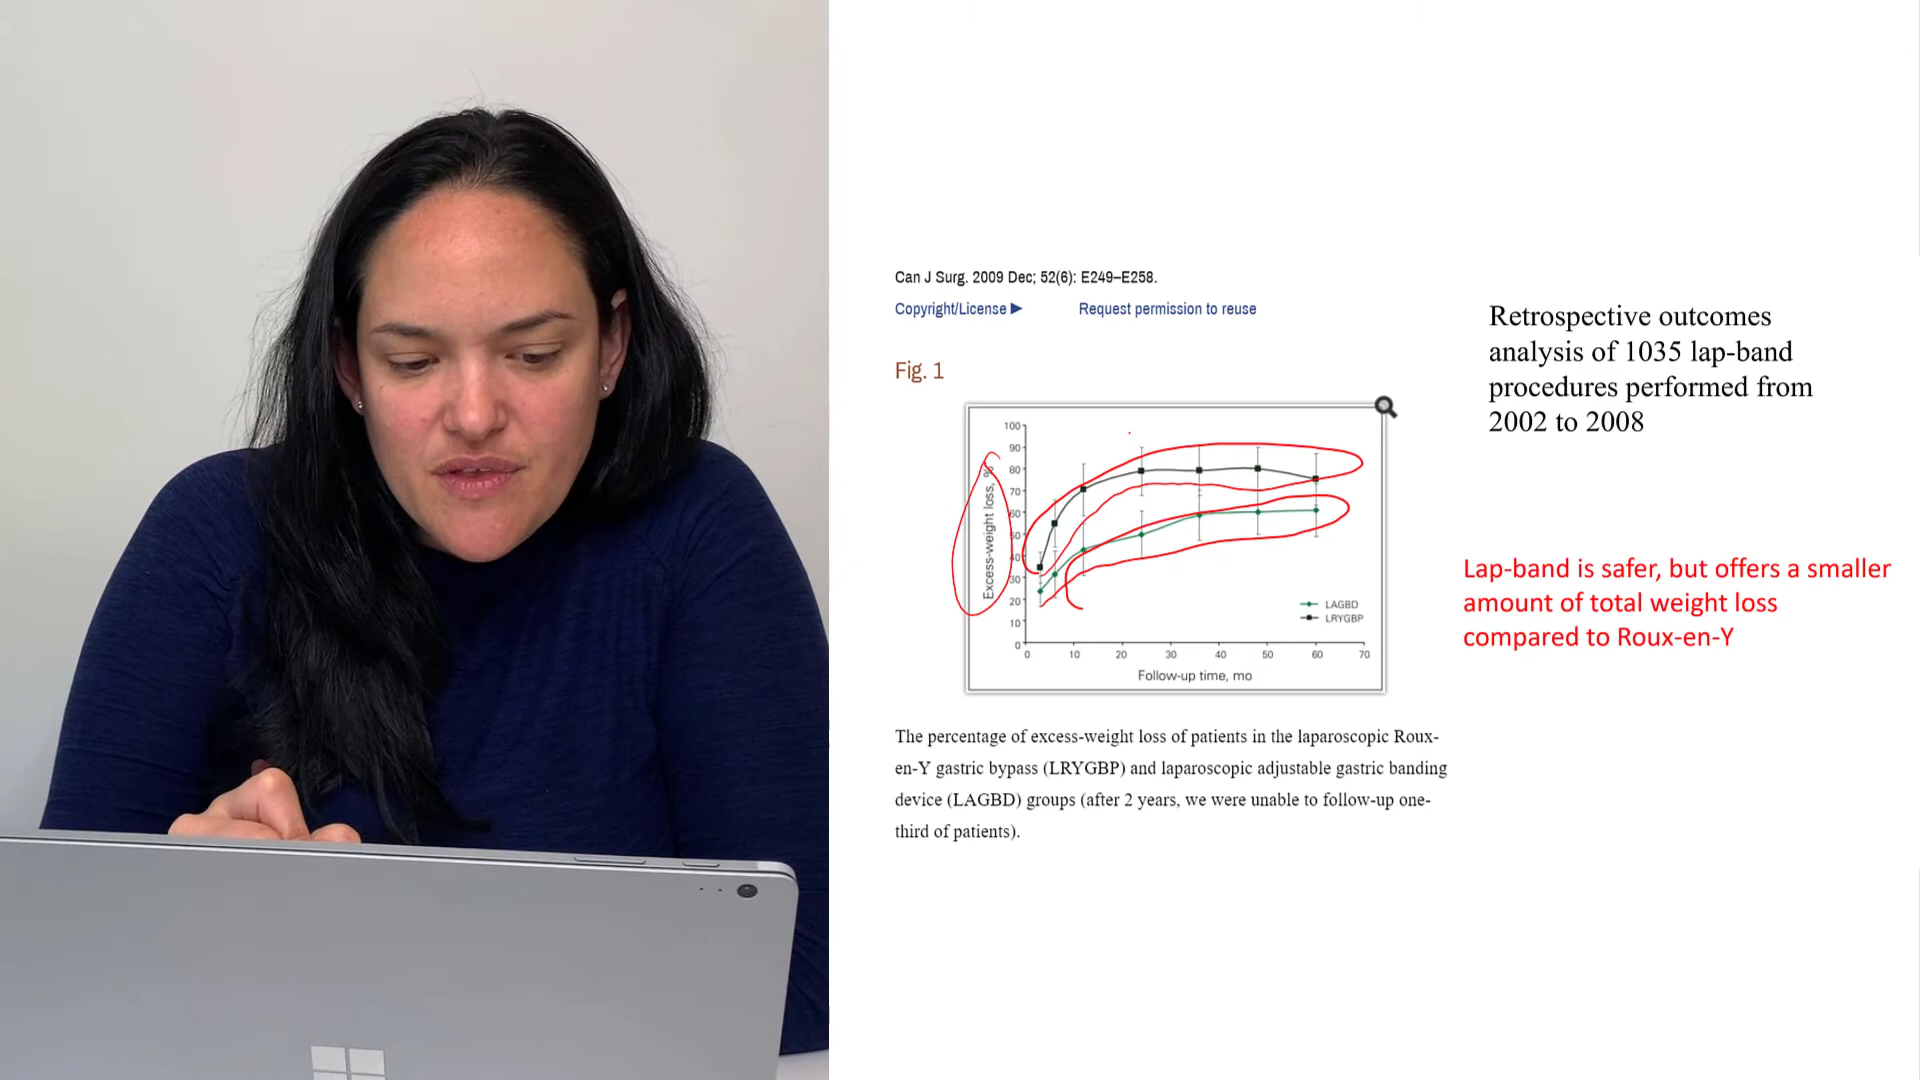 Can J Surg. 2009 Dec; 52(6): E249–E258.
Copyright/License ▶ Request permission to reuse
Fig. 1
Retrospective outcomes
analysis of 1035 lap-band
procedures performed from
2002 to 2008
Excess-weight loss, %
100
90
80
70
60
50
40
30
20
10
0
LAGBD
LRYGBP
0 10 20 30 40 50 60 70
Follow-up time, mo
Lap-band is safer, but offers a smaller
amount of total weight loss
compared to Roux-en-Y
The percentage of excess-weight loss of patients in the laparoscopic Roux-
en-Y gastric bypass (LRYGBP) and laparoscopic adjustable gastric banding
device (LAGBD) groups (after 2 years, we were unable to follow-up one-
third of patients).